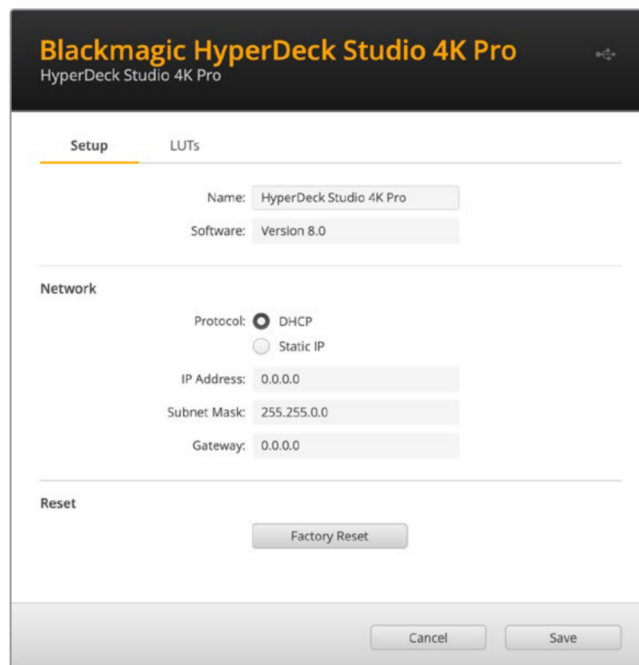 Blackmagic HyperDeck Studio 4K Pro
HyperDeck Studio 4K Pro
Setup LUTs
Name: HyperDeck Studio 4K Pro
Software: Version 8.0
Network
Protocol: DHCP
Static IP
IP Address: 0.0.0.0
Subnet Mask: 255.255.0.0
Gateway: 0.0.0.0
Reset
Factory Reset
Cancel Save